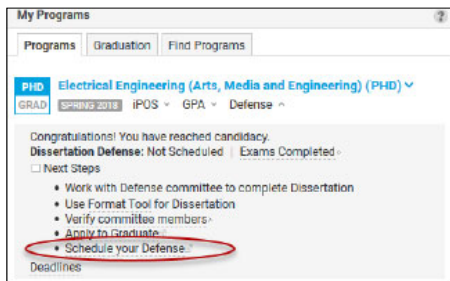 My Programs ?
Programs Graduation Find Programs
PHD Electrical Engineering (Arts, Media and Engineering) (PHD)
GRAD SPRING 2018 iPOS GPA Defense
Congratulations! You have reached candidacy.
Dissertation Defense: Not Scheduled | Exams Completed
Next Steps
• Work with Defense committee to complete Dissertation
• Use Format Tool for Dissertation
• Verify committee members
• Apply to Graduate
• Schedule your Defense
Deadlines